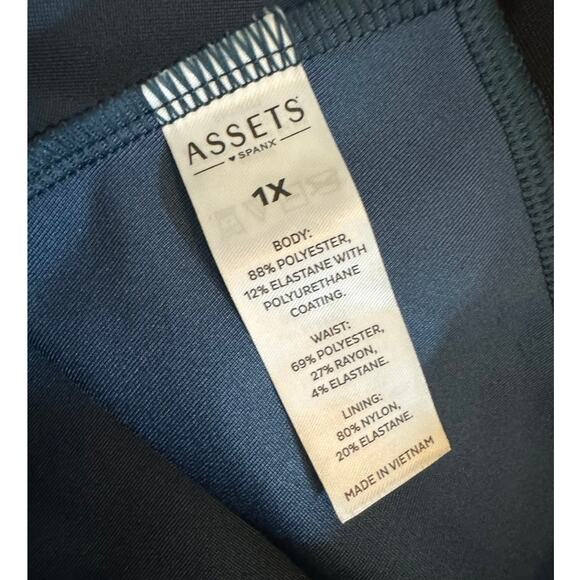 ASSETS
♥ SPANX
1X
BODY:
88% POLYESTER,
12% ELASTANE WITH
POLYURETHANE
COATING.
WAIST:
69% POLYESTER,
27% RAYON,
4% ELASTANE.
LINING:
80% NYLON,
20% ELASTANE.
MADE IN VIETNAM